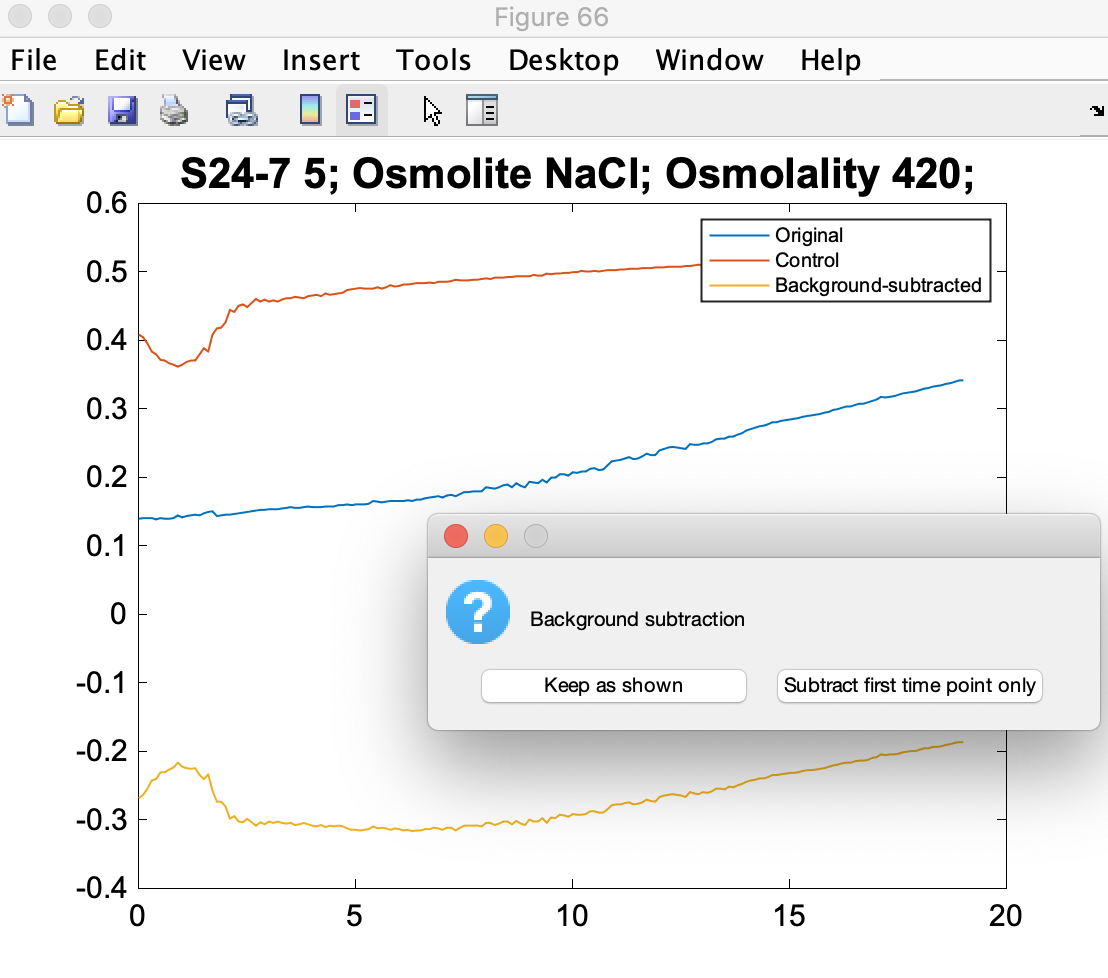 Figure 66
File Edit View Insert Tools Desktop Window Help
S24-7 5; Osmolite NaCl; Osmolality 420;
0.6
0.5
0.4
0.3
0.2
0.1
0
-0.1
-0.2
-0.3
-0.4
Original
Control
Background-subtracted
?
Background subtraction
Keep as shown
Subtract first time point only
0 5 10 15 20